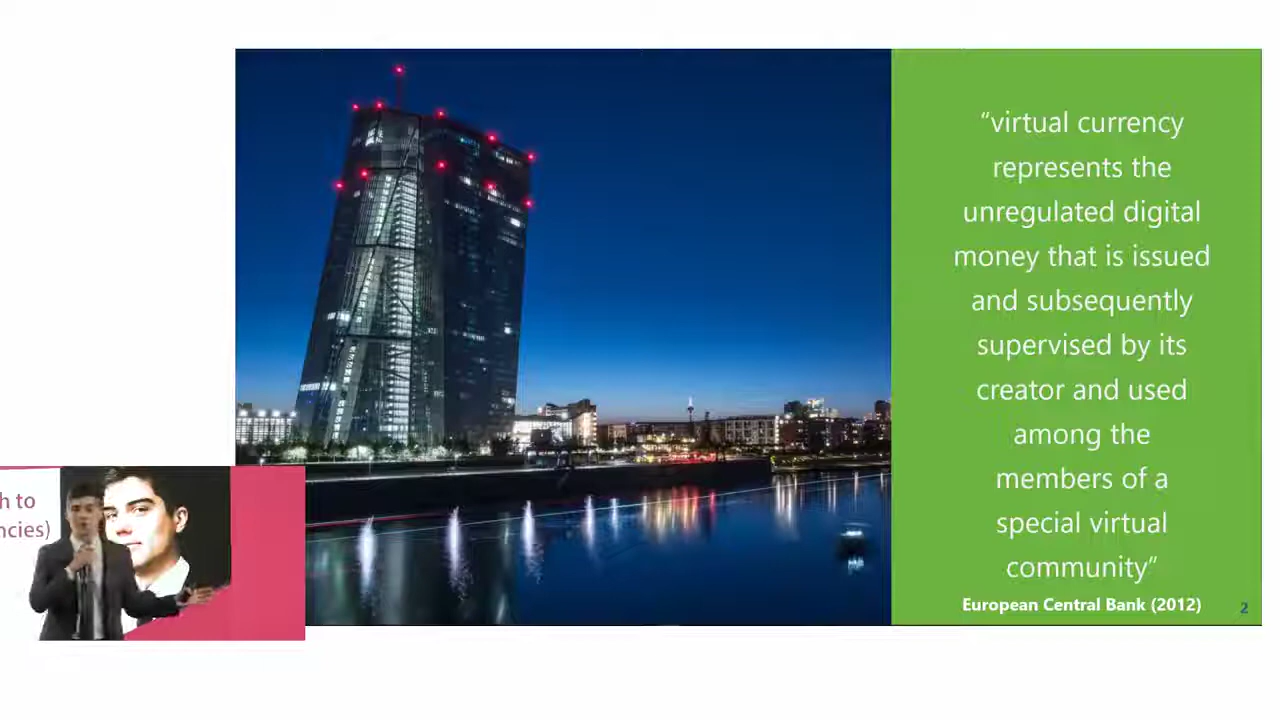 “virtual currency
represents the
unregulated digital
money that is issued
and subsequently
supervised by its
creator and used
among the
members of a
special virtual
community”
European Central Bank (2012)
2
h to
ncies)